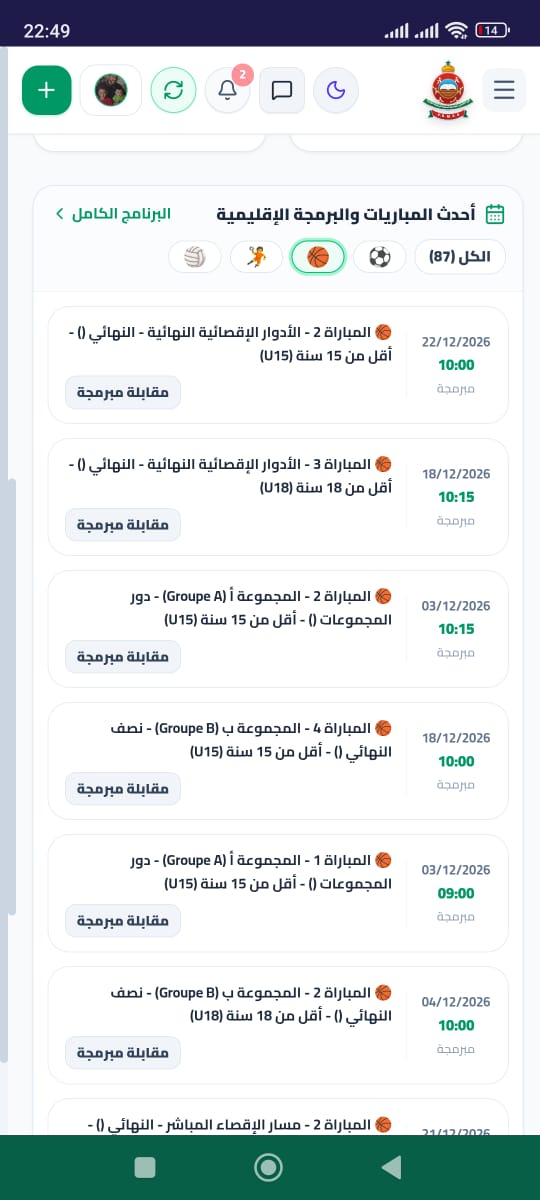 22:49
14
2
أحدث المباريات والبرمجة الإقليمية
البرنامج الكامل
الكل (87)
22/12/2026
10:00
مبرمجة
المباراة 2 - الأدوار الإقصائية النهائية - النهائي () -
أقل من 15 سنة (U15)
مقابلة مبرمجة
18/12/2026
10:15
مبرمجة
المباراة 3 - الأدوار الإقصائية النهائية - النهائي () -
أقل من 18 سنة (U18)
مقابلة مبرمجة
03/12/2026
10:15
مبرمجة
المباراة 2 - المجموعة أ (Groupe A) - دور
المجموعات () - أقل من 15 سنة (U15)
مقابلة مبرمجة
18/12/2026
10:00
مبرمجة
المباراة 4 - المجموعة ب (Groupe B) - نصف
النهائي () - أقل من 15 سنة (U15)
مقابلة مبرمجة
03/12/2026
09:00
مبرمجة
المباراة 1 - المجموعة أ (Groupe A) - دور
المجموعات () - أقل من 15 سنة (U15)
مقابلة مبرمجة
04/12/2026
10:00
مبرمجة
المباراة 2 - المجموعة ب (Groupe B) - نصف
النهائي () - أقل من 18 سنة (U18)
مقابلة مبرمجة
21/12/2026
المباراة 2 - مسار الإقصاء المباشر - النهائي () -